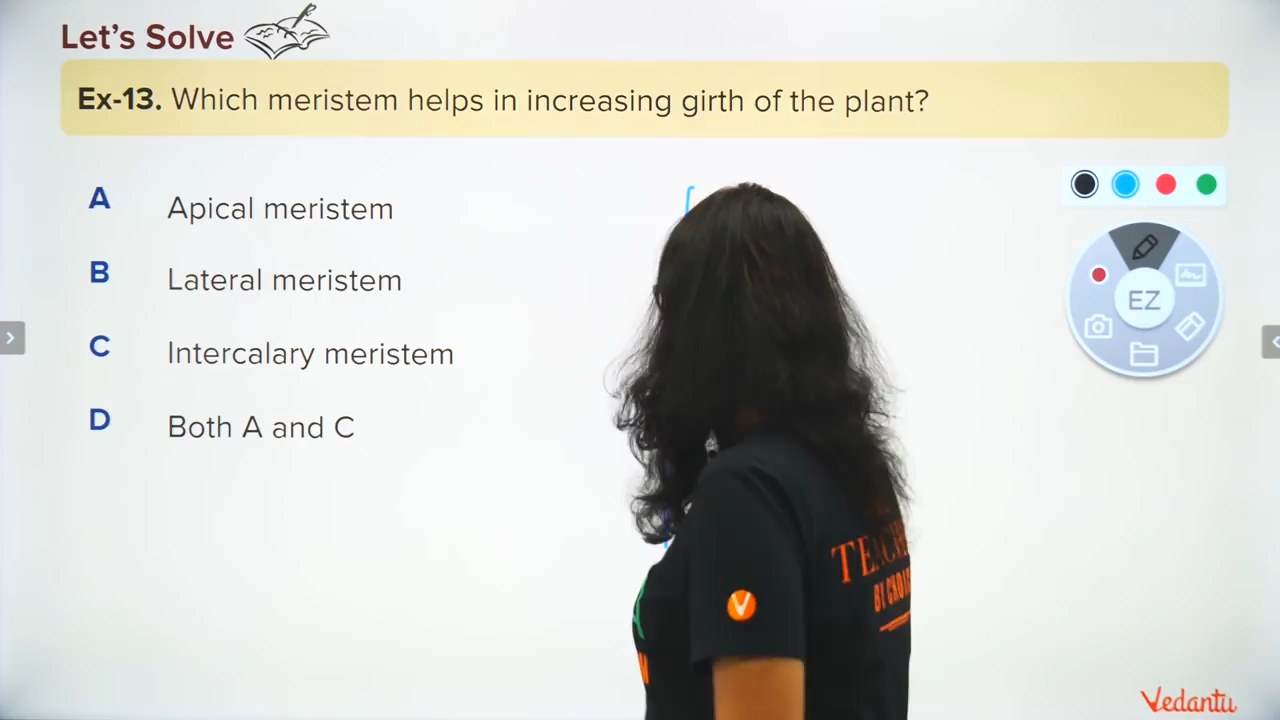 Let's Solve
Ex-13. Which meristem helps in increasing girth of the plant?
A Apical meristem
B Lateral meristem
C Intercalary meristem
D Both A and C
EZ
BY
Vedantu